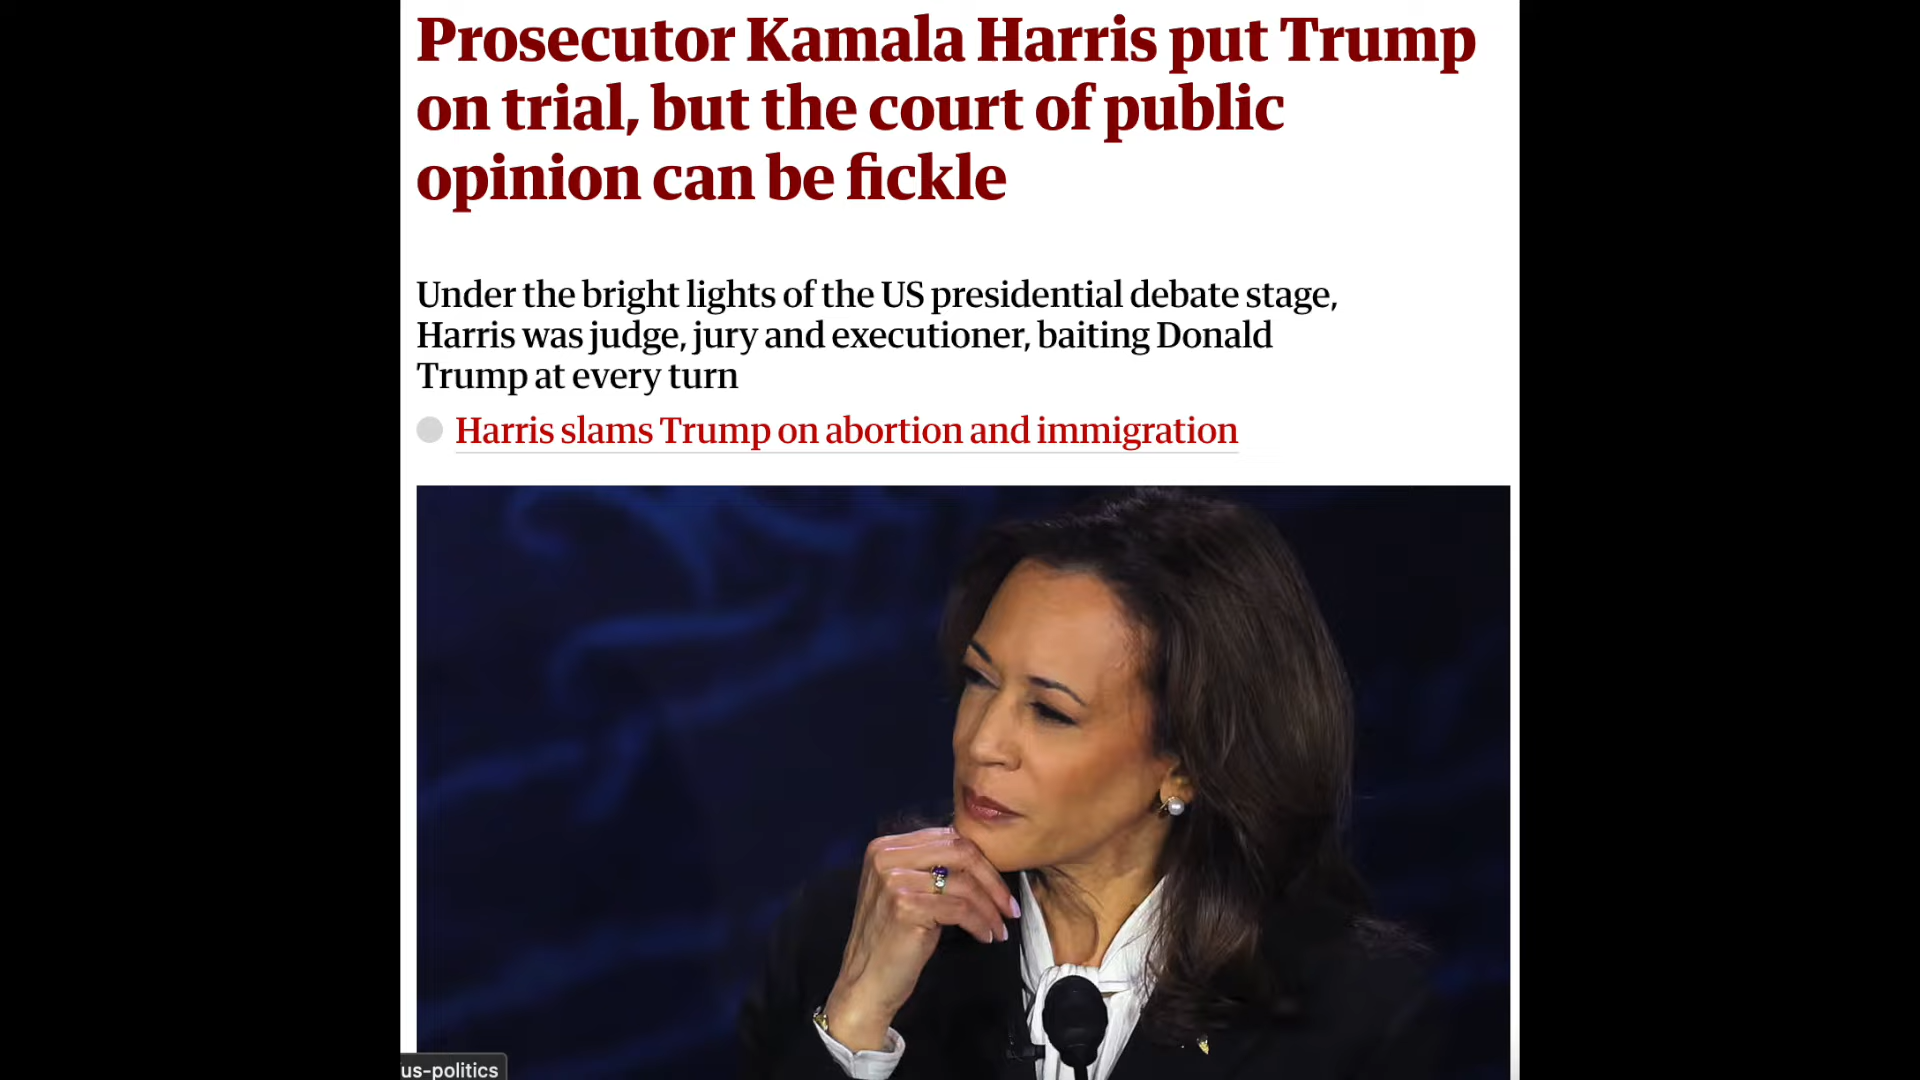 Prosecutor Kamala Harris put Trump
on trial, but the court of public
opinion can be fickle
Under the bright lights of the US presidential debate stage,
Harris was judge, jury and executioner, baiting Donald
Trump at every turn
Harris slams Trump on abortion and immigration
us-politics